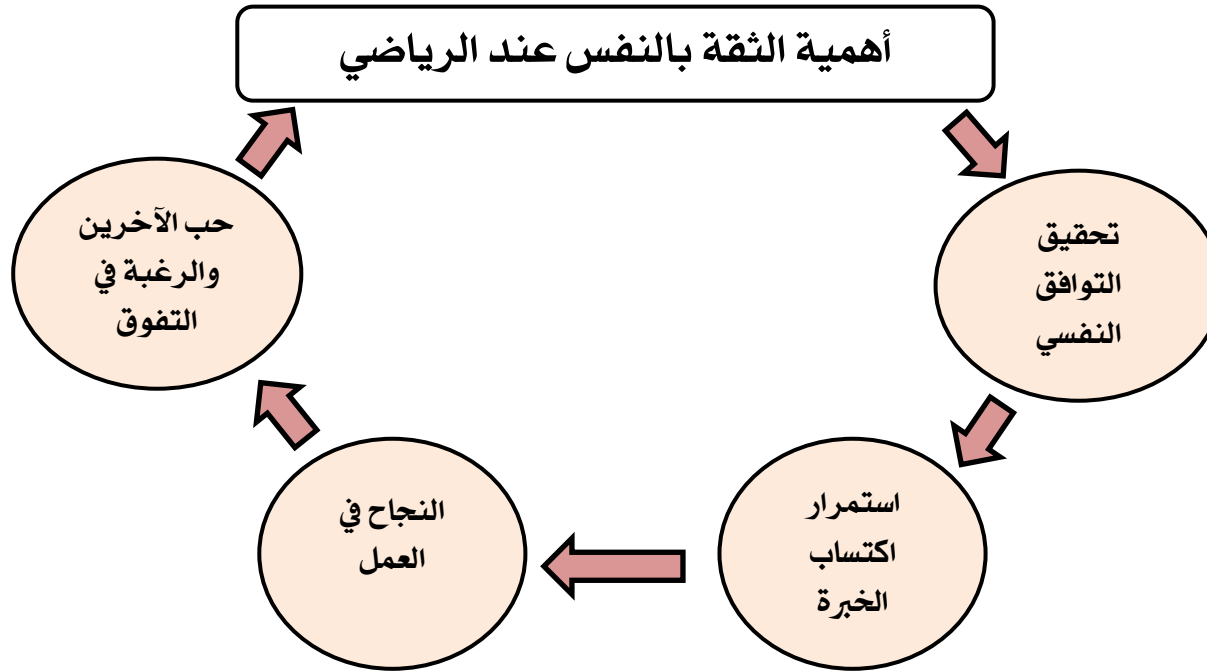 أهمية الثقة بالنفس عند الرياضي
تحقيق
التوافق
النفسي
استمرار
اكتساب
الخبرة
النجاح في
العمل
حب الآخرين
والرغبة في
التفوق